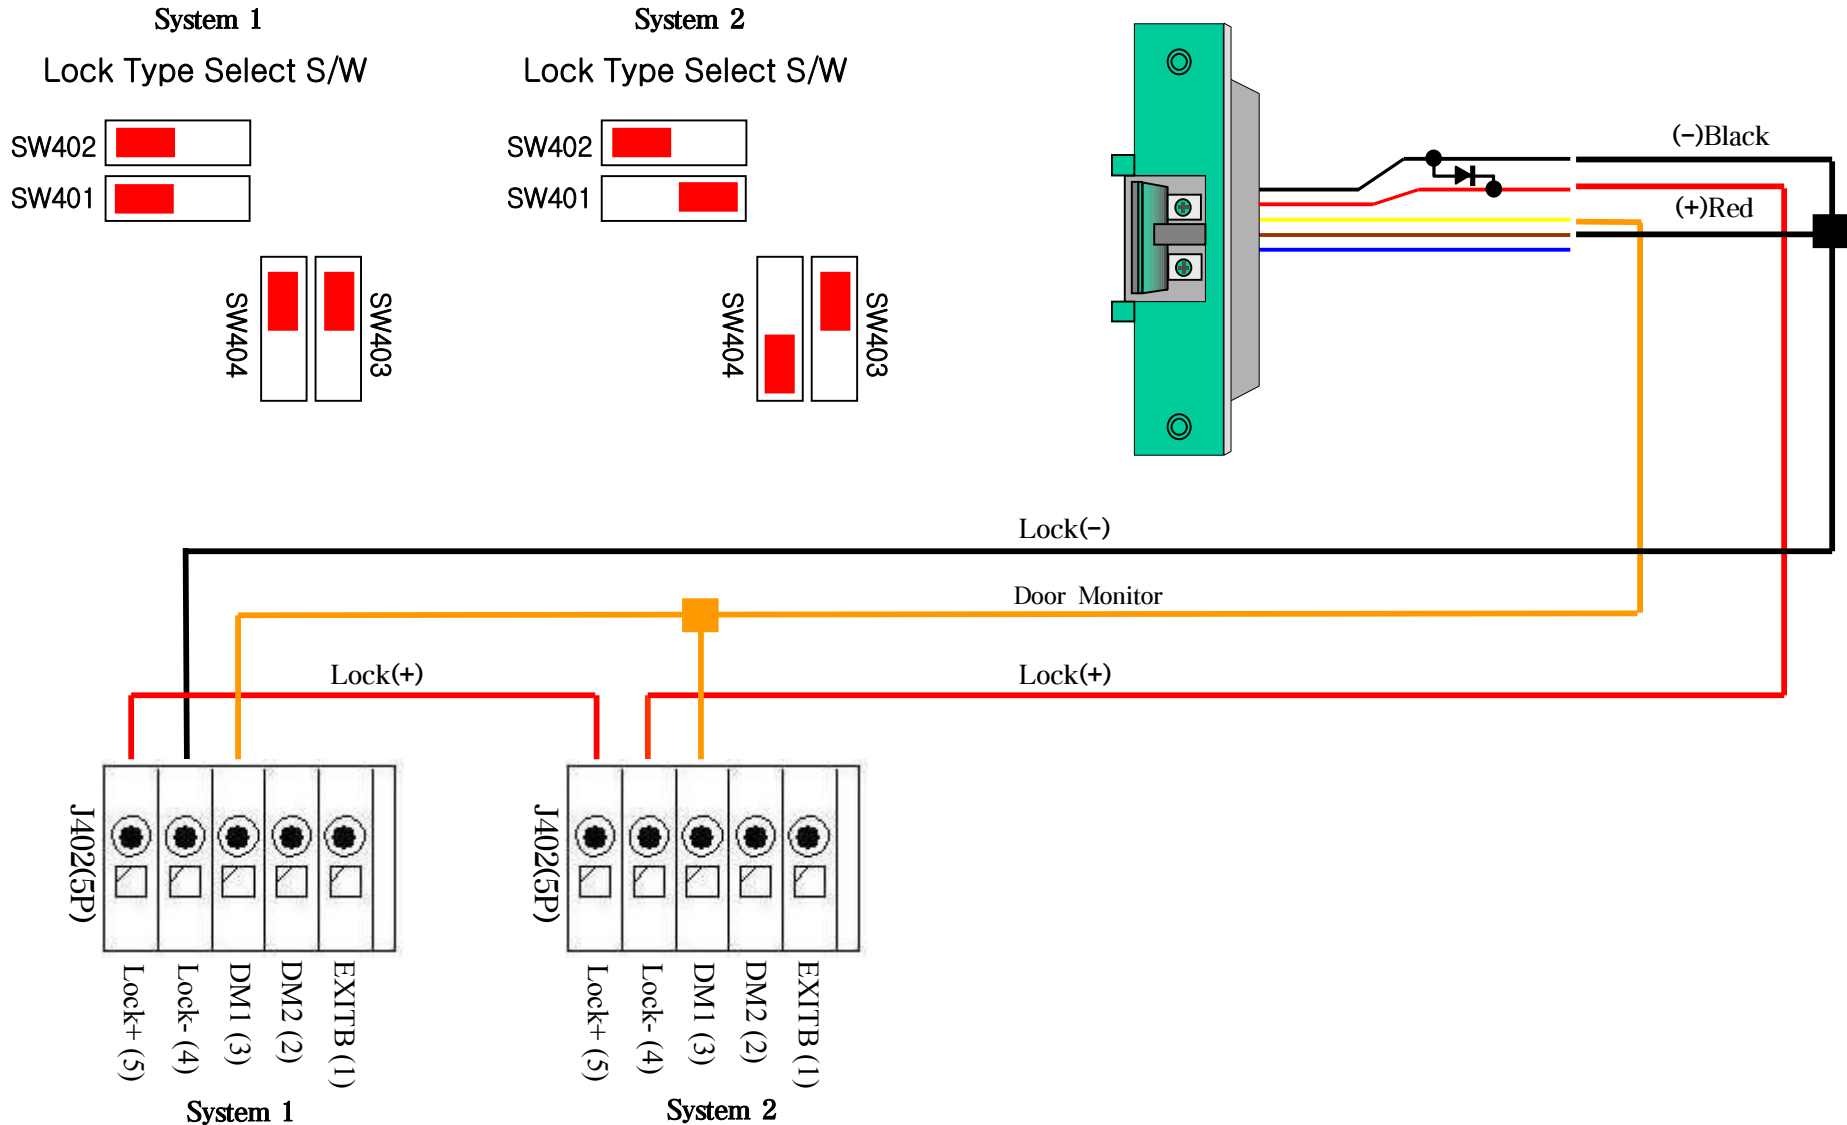 System 1
Lock Type Select S/W
SW402
SW401
SW404
SW403
System 2
Lock Type Select S/W
SW402
SW401
SW404
SW403
(-)Black
(+)Red
Lock(-)
Door Monitor
Lock(+)
Lock(+)
J402(5P)
Lock+ (5)
Lock- (4)
DM1 (3)
DM2 (2)
EXITB (1)
System 1
J402(5P)
Lock+ (5)
Lock- (4)
DM1 (3)
DM2 (2)
EXITB (1)
System 2